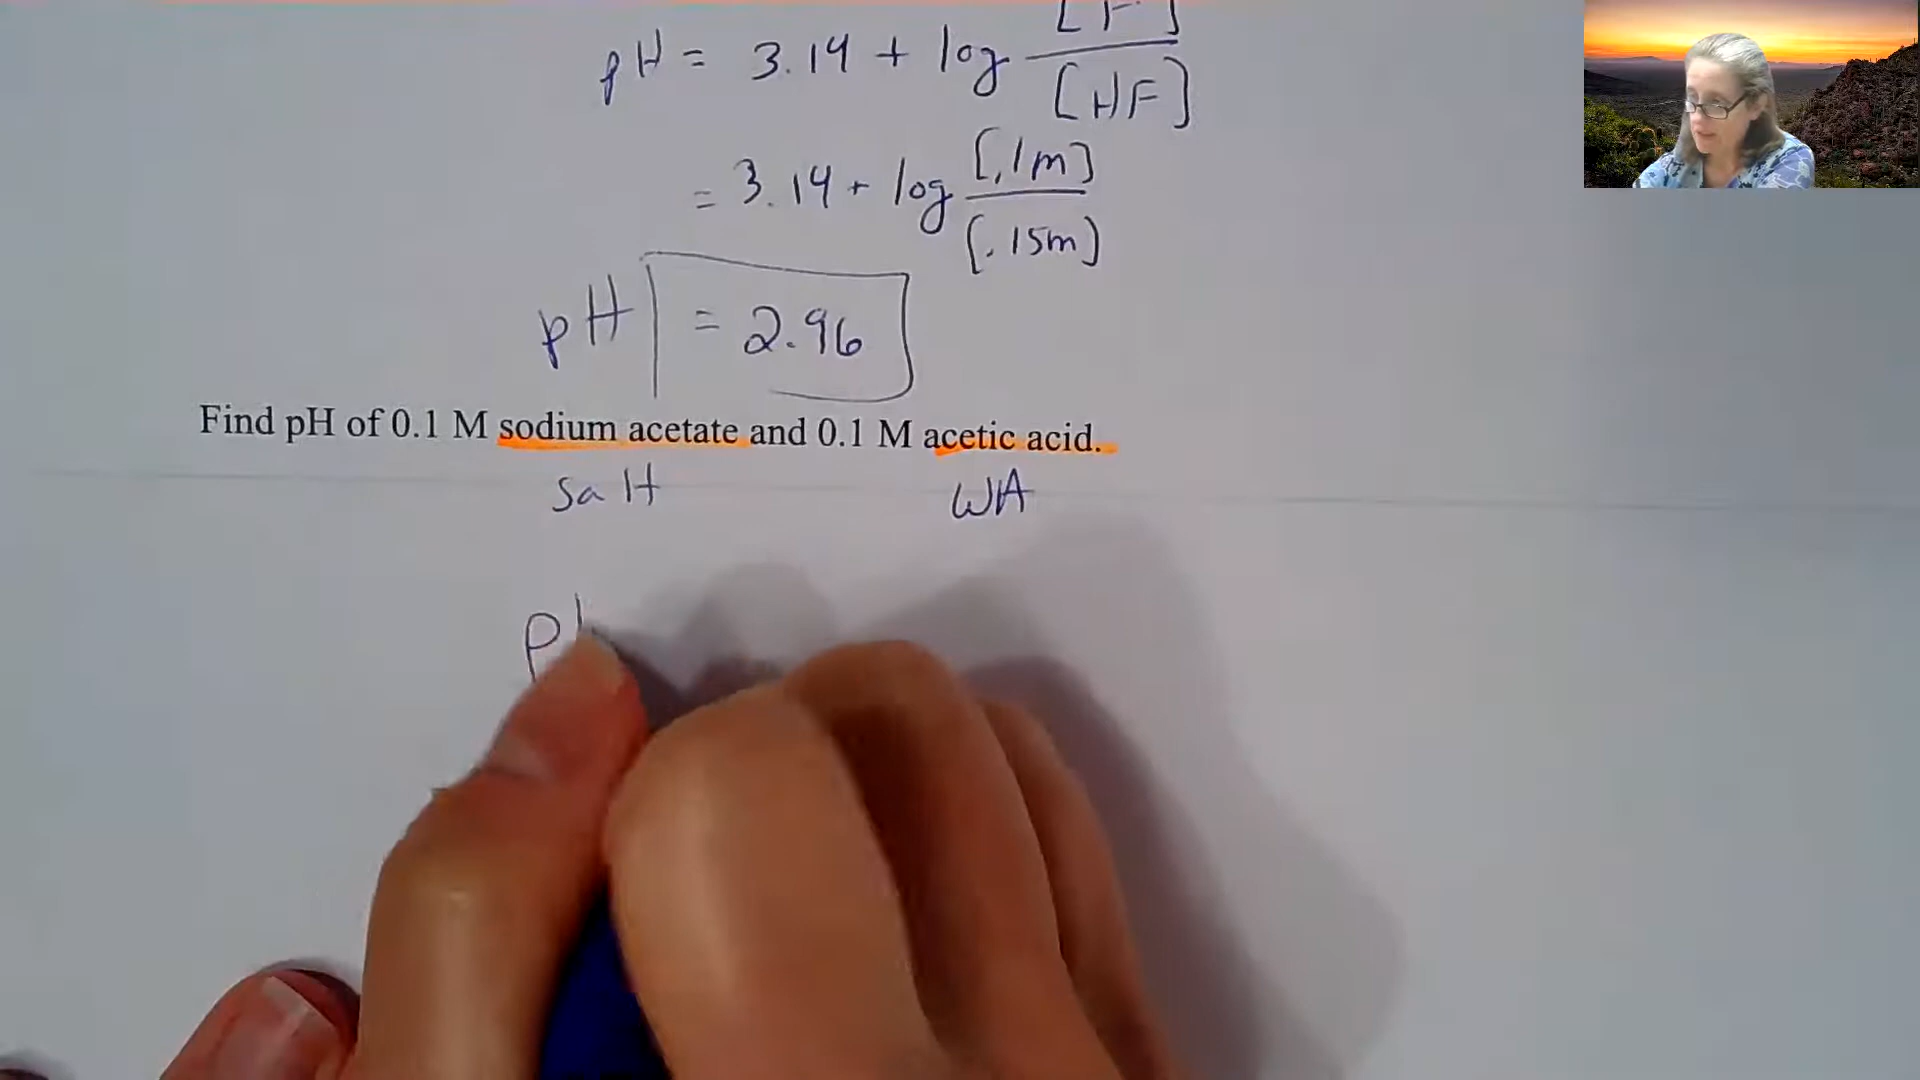 [F⁻]
pH = 3.14 + log
[HF]
= 3.14 + log [.1m]
[.15m]
pH = 2.96
Find pH of 0.1 M sodium acetate and 0.1 M acetic acid.
salt WA